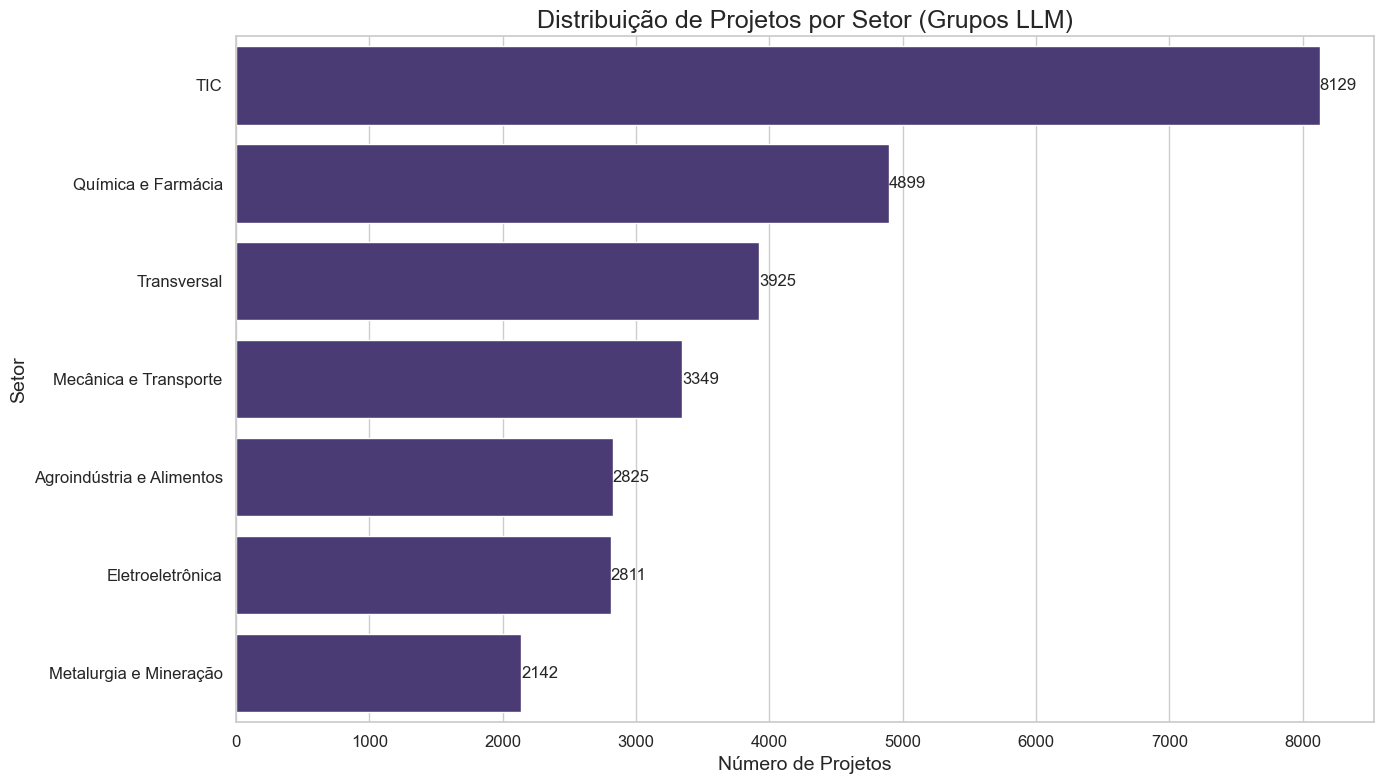 Distribuição de Projetos por Setor (Grupos LLM)
TIC
8129
Química e Farmácia
4899
Transversal
3925
Mecânica e Transporte
3349
Agroindústria e Alimentos
2825
Eletroeletrônica
2811
Metalurgia e Mineração
2142
Setor
0 1000 2000 3000 4000 5000 6000 7000 8000
Número de Projetos